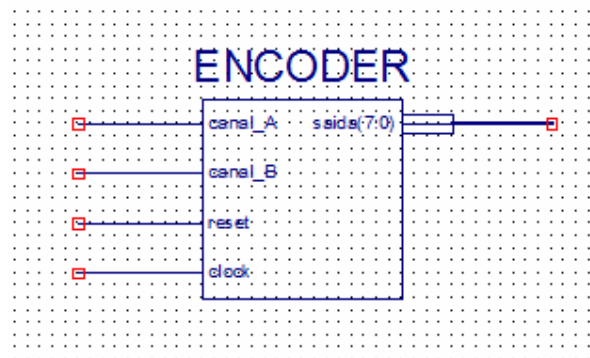 ENCODER
canal_A saida(7:0)
canal_B
reset
clock